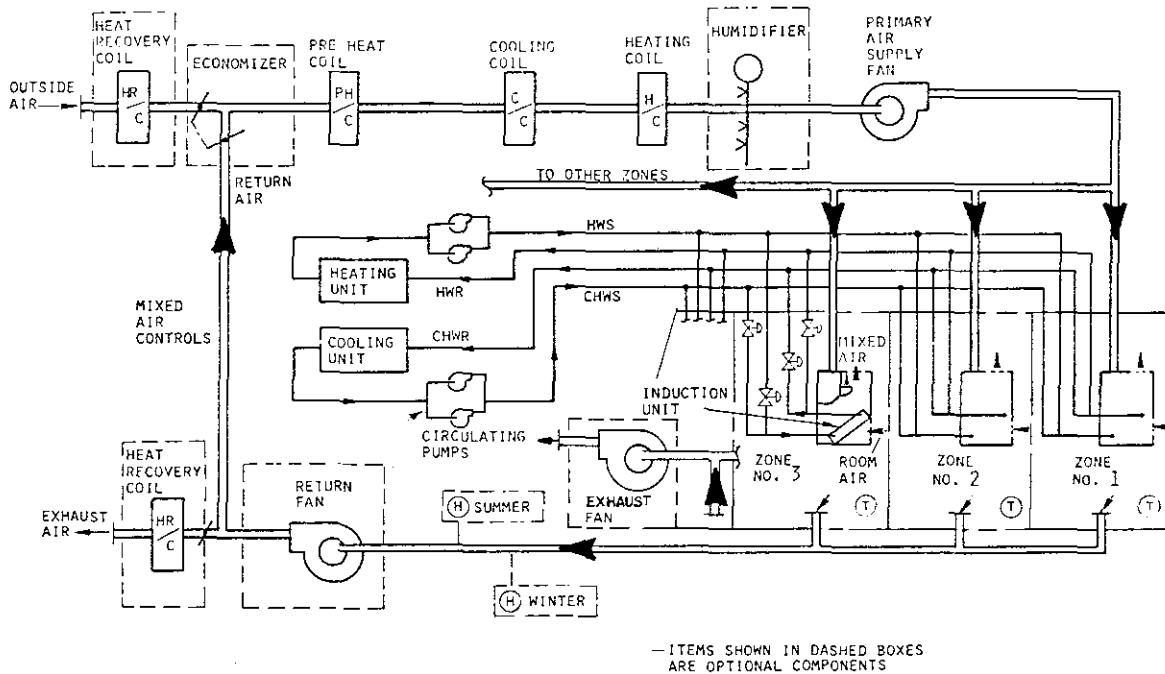 HEAT
RECOVERY
COIL
ECONOMIZER
PRE HEAT
COIL
COOLING
COIL
HEATING
COIL
HUMIDIFIER
PRIMARY
AIR
SUPPLY
FAN
OUTSIDE
AIR
HR
C
PH
C
C
C
H
C
RETURN
AIR
TO OTHER ZONES
HWS
HEATING
UNIT
HWR
CHWS
MIXED
AIR
CONTROLS
COOLING
UNIT
CHWR
CIRCULATING
PUMPS
INDUCTION
UNIT
MIXED
AIR
ZONE
NO. 3
ROOM
AIR
ZONE
NO. 2
ZONE
NO. 1
T
T
T
EXHAUST
FAN
HEAT
RECOVERY
COIL
RETURN
FAN
EXHAUST
AIR
HR
C
H SUMMER
H WINTER
—ITEMS SHOWN IN DASHED BOXES
ARE OPTIONAL COMPONENTS